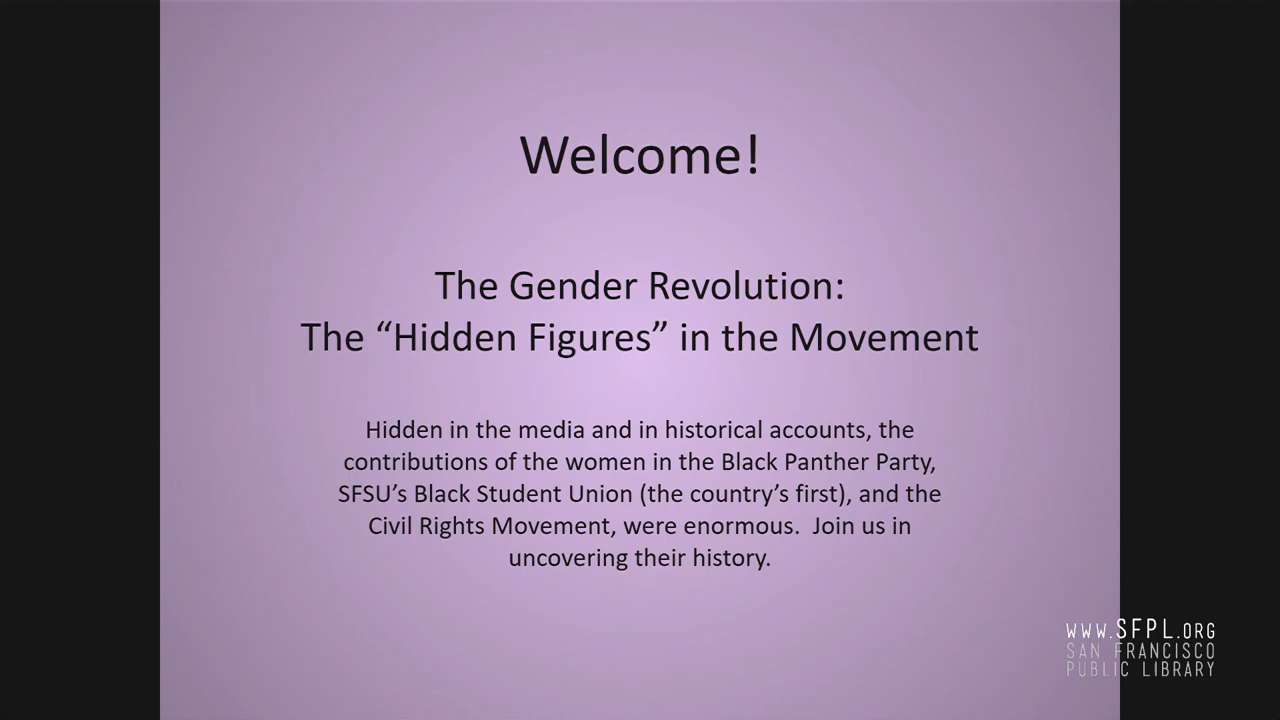 Welcome!
The Gender Revolution:
The “Hidden Figures” in the Movement
Hidden in the media and in historical accounts, the
contributions of the women in the Black Panther Party,
SFSU’s Black Student Union (the country’s first), and the
Civil Rights Movement, were enormous.  Join us in
uncovering their history.
WWW.SFPL.ORG
SAN FRANCISCO
PUBLIC LIBRARY